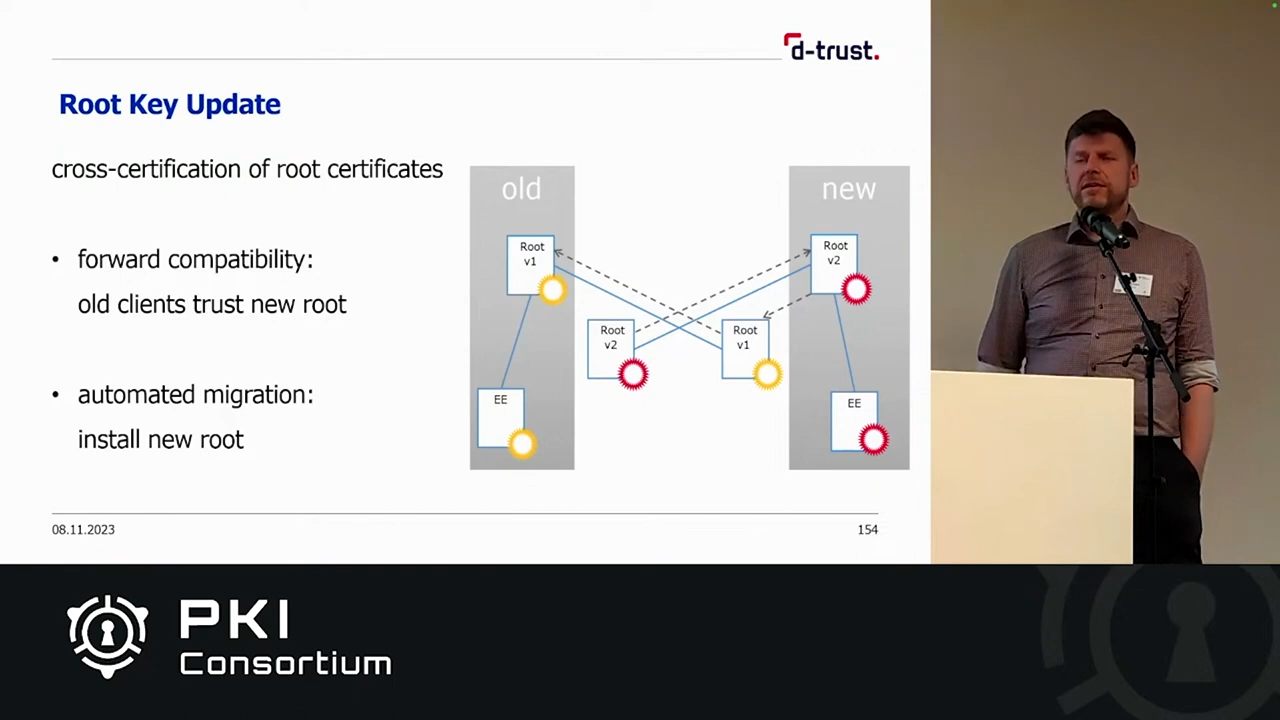 d-trust.
Root Key Update
cross-certification of root certificates
• forward compatibility:
old clients trust new root
• automated migration:
install new root
old
new
Root
v1
Root
v2
Root
v2
Root
v1
EE
EE
08.11.2023
154
PKI
Consortium